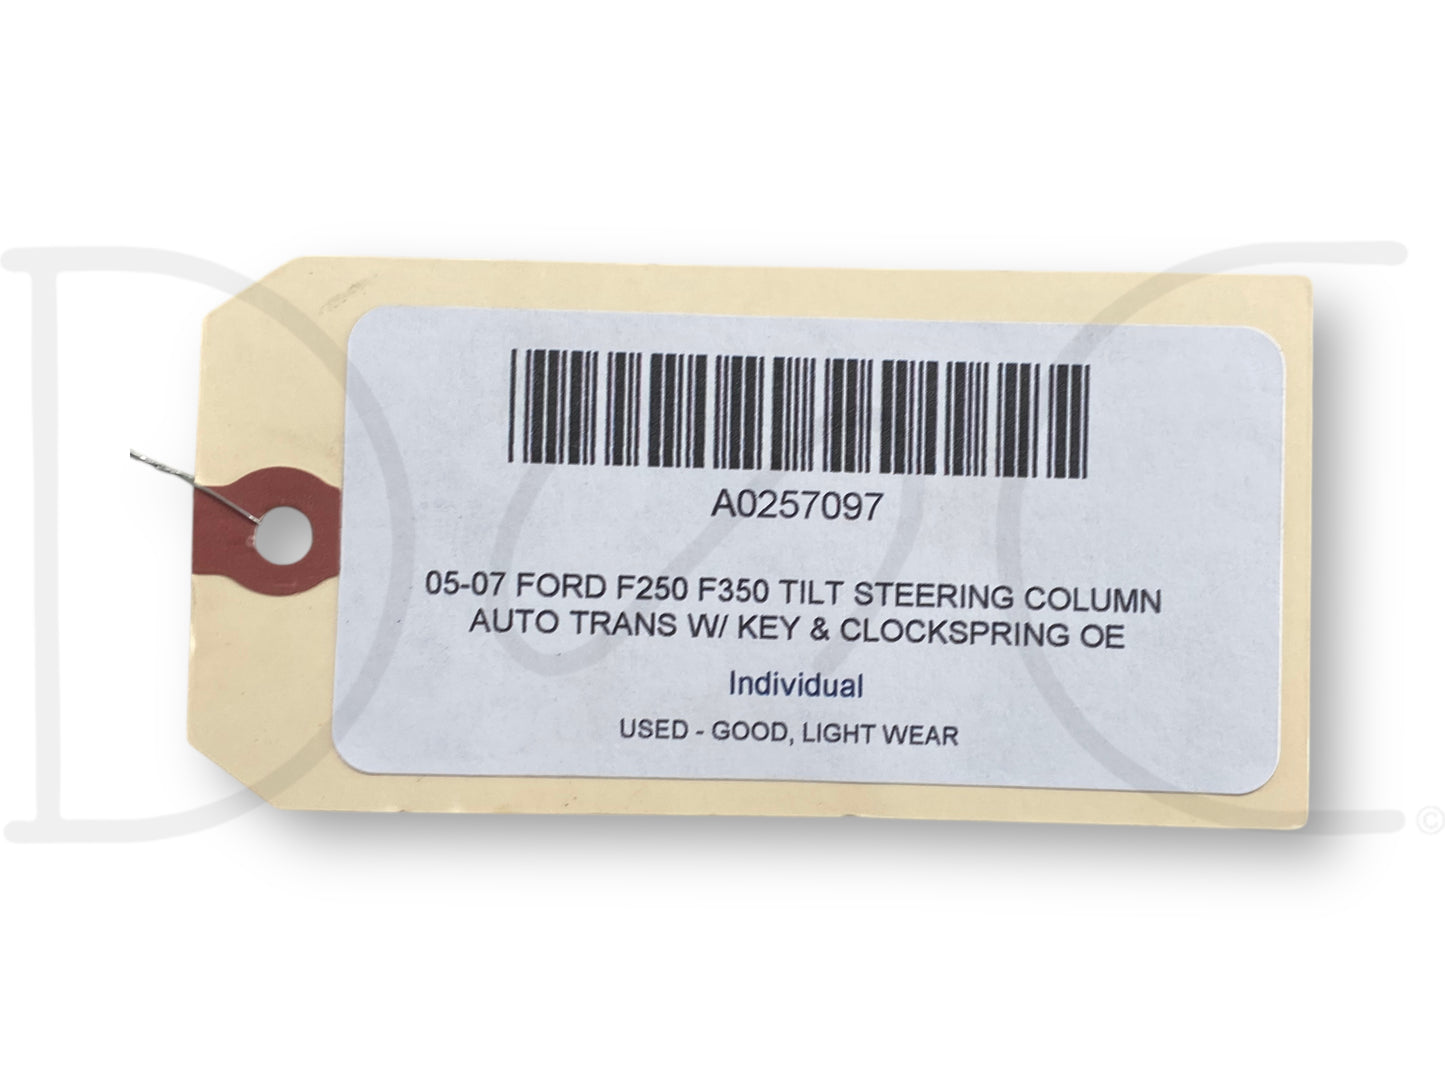 A0257097
05-07 FORD F250 F350 TILT STEERING COLUMN
AUTO TRANS W/ KEY & CLOCKSPRING OE
Individual
USED - GOOD, LIGHT WEAR
©